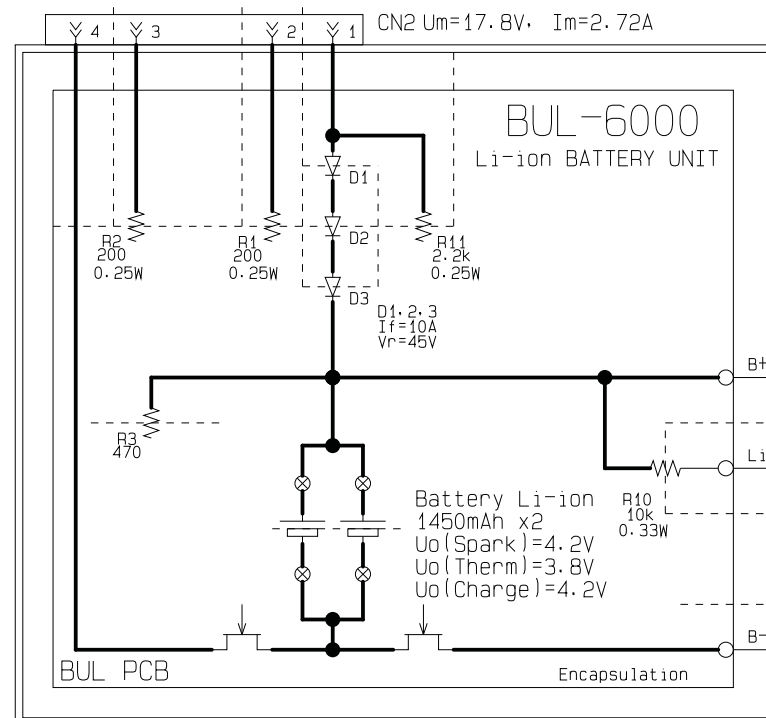 CN2 Um=17.8V, Im=2.72A
4
3
2
1
BUL-6000
Li-ion BATTERY UNIT
D1
D2
D3
R2
200
0.25W
R1
200
0.25W
R11
2.2k
0.25W
D1.2.3
If=10A
Vr=45V
B+
R3
470
Li
R10
10k
0.33W
Battery Li-ion
1450mAh x2
Uo(Spark)=4.2V
Uo(Therm)=3.8V
Uo(Charge)=4.2V
B-
BUL PCB
Encapsulation